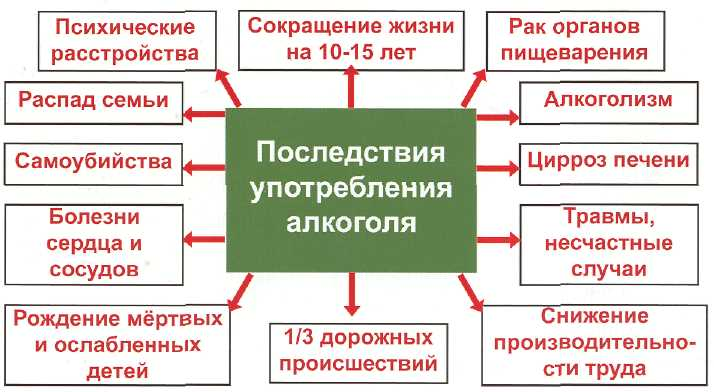 Психические
расстройства
Сокращение жизни
на 10-15 лет
Рак органов
пищеварения
Распад семьи
Алкоголизм
Самоубийства
Последствия
употребления
алкоголя
Цирроз печени
Болезни
сердца и
сосудов
Травмы,
несчастные
случаи
Рождение мёртвых
и ослабленных
детей
1/3 дорожных
происшествий
Снижение
производительно-
сти труда